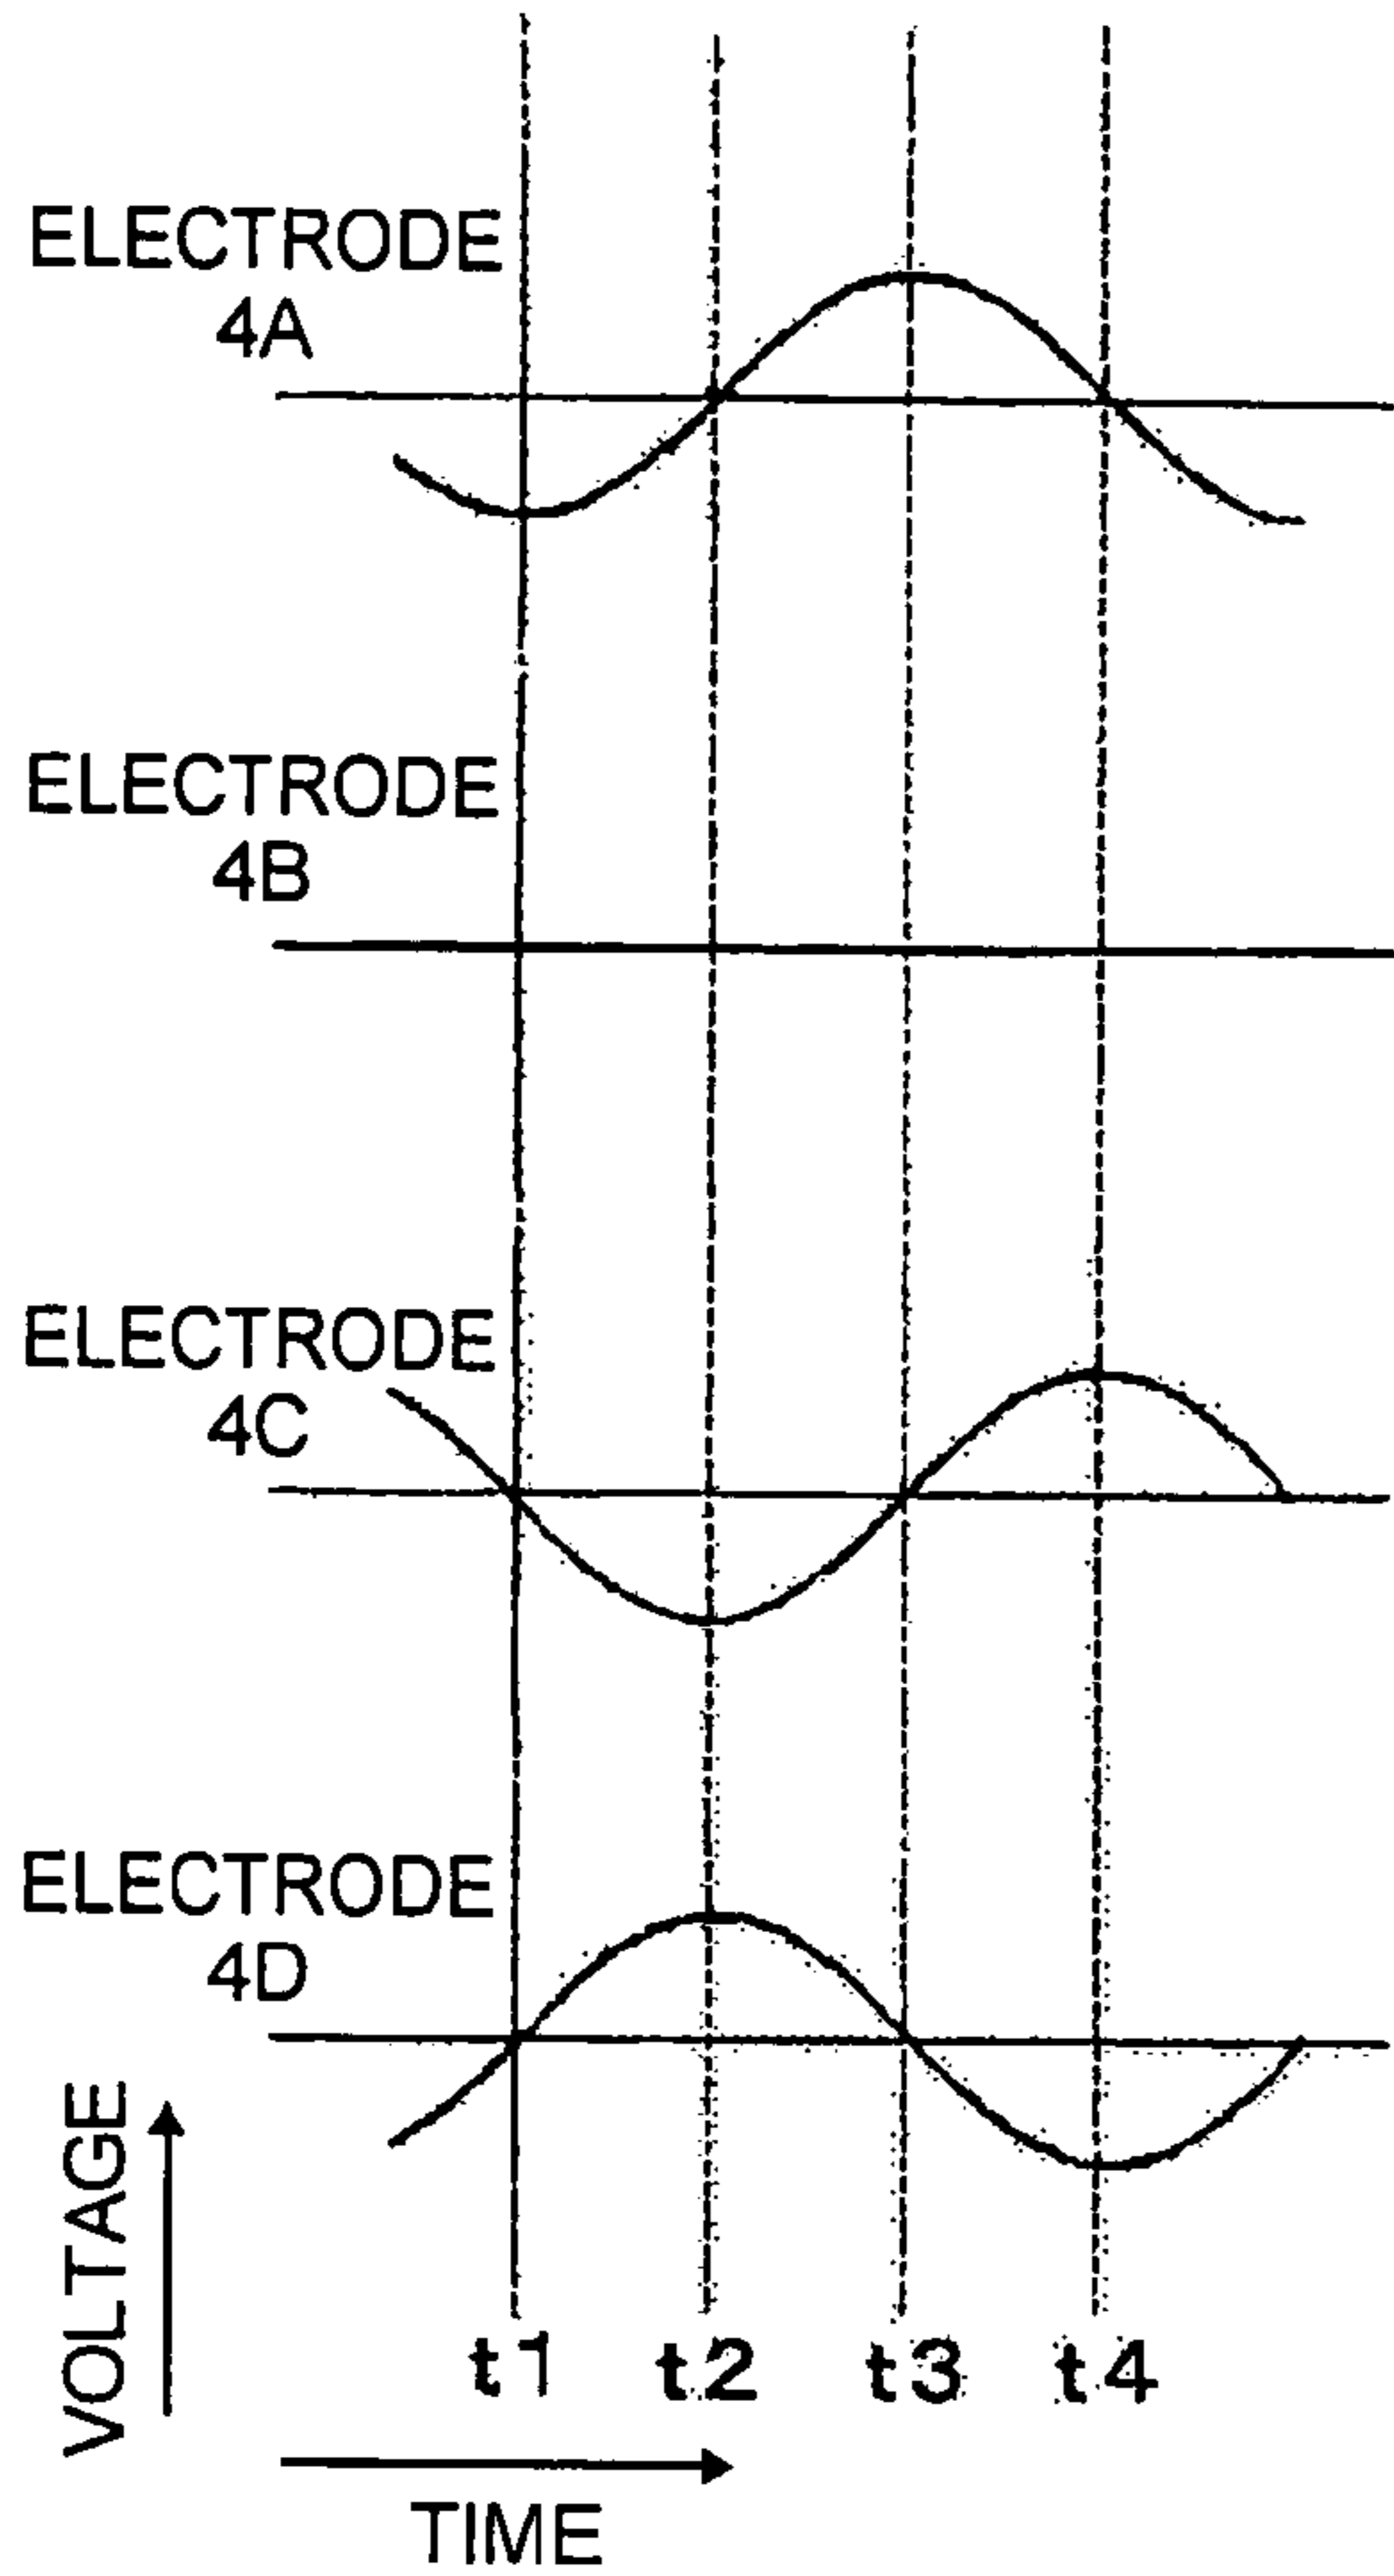 ELECTRODE
4A
ELECTRODE
4B
ELECTRODE
4C
ELECTRODE
4D
VOLTAGE
t1 t2 t3 t4
TIME